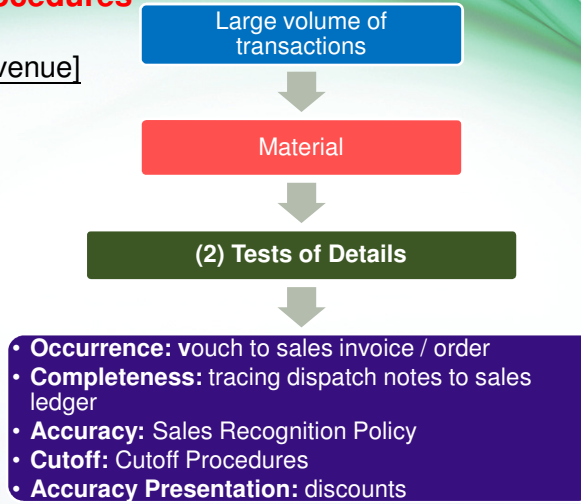 ocedures
venue]
Large volume of
transactions
Material
(2) Tests of Details
• Occurrence: vouch to sales invoice / order
• Completeness: tracing dispatch notes to sales
ledger
• Accuracy: Sales Recognition Policy
• Cutoff: Cutoff Procedures
• Accuracy Presentation: discounts